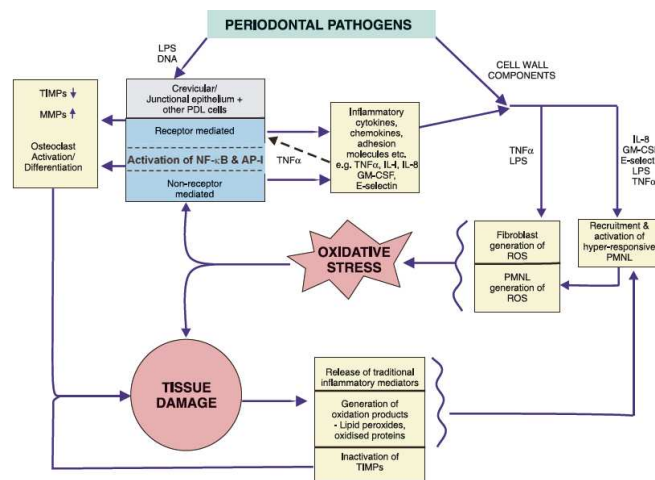 PERIODONTAL PATHOGENS
LPS
DNA
CELL WALL
COMPONENTS
TIMPs
MMPs
Osteoclast
Activation/
Differentiation
Crevicular/
Junctional epithelium +
other PDL cells
Receptor mediated
Activation of NF-κB & AP-I
Non-receptor
mediated
TNFα
Inflammatory
cytokines,
chemokines,
adhesion
molecules etc.
e.g. TNFα, IL-I, IL-8
GM-CSF,
E-selectin
TNFα
LPS
IL-8
GM-CSF
E-select
LPS
TNFα
Fibroblast
generation of
ROS
PMNL
generation of
ROS
Recruitment &
activation of
hyper-responsive
PMNL
OXIDATIVE
STRESS
TISSUE
DAMAGE
Release of traditional
inflammatory mediators
Generation of
oxidation products
- Lipid peroxides,
oxidised proteins
Inactivation of
TIMPs